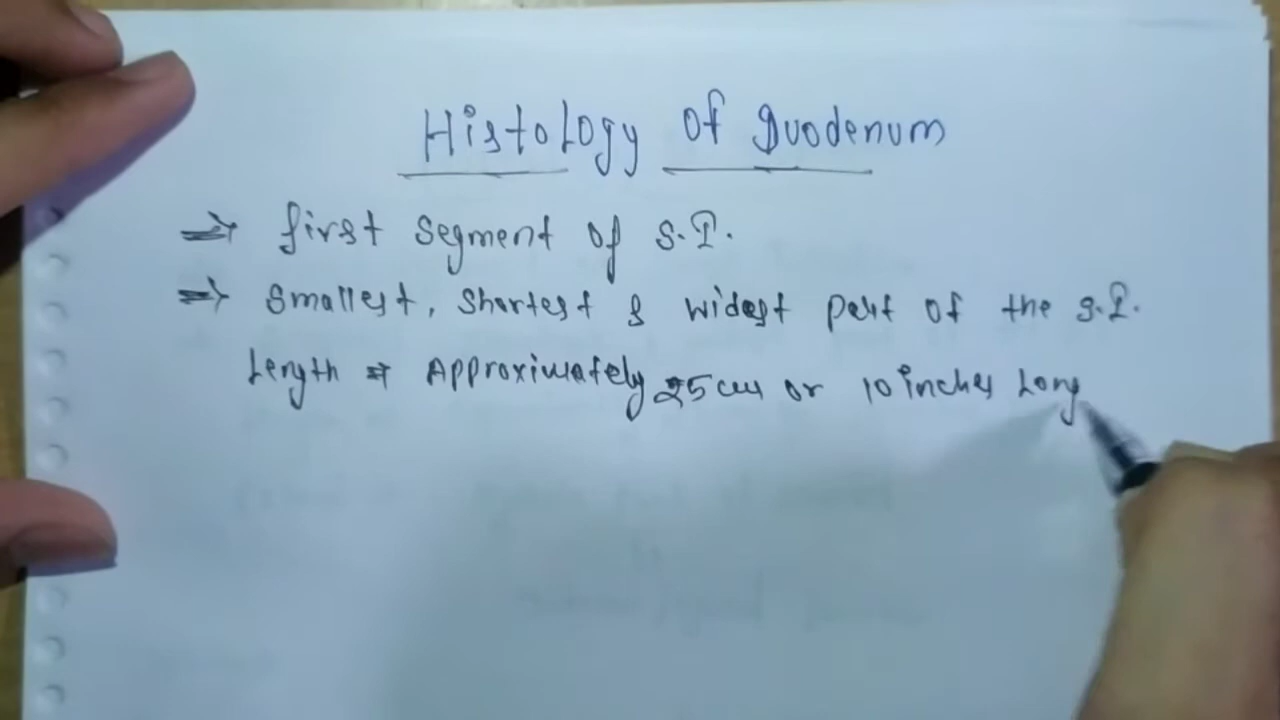 Histology of Duodenum
⇒ first segment of S.I.
⇒ Smallest, Shortest & widest part of the S.I.
Length ⇒ Approximately 25 cm or 10 inches Long